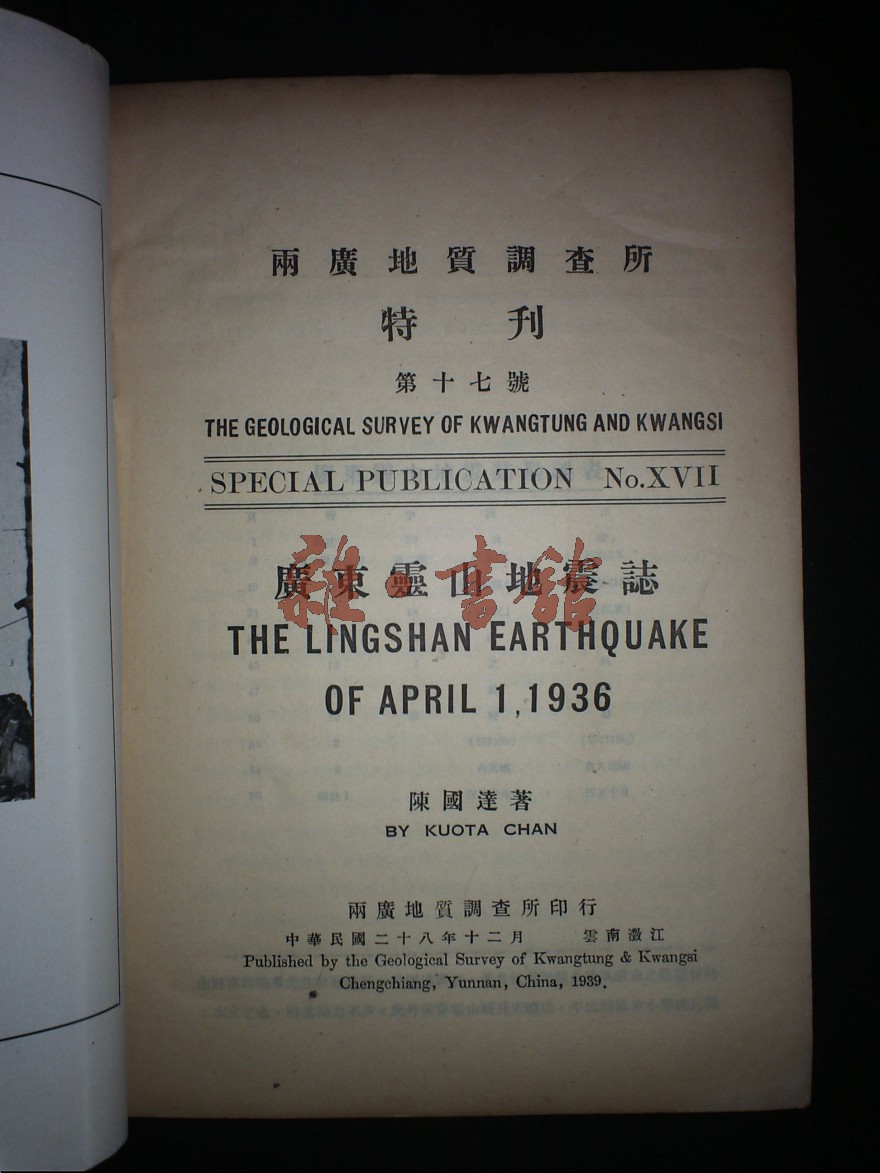 兩廣地質調查所
特刊
第十七號
THE GEOLOGICAL SURVEY OF KWANGTUNG AND KWANGSI
SPECIAL PUBLICATION No.XVII
廣東靈山地震誌
雜·書舘
THE LINGSHAN EARTHQUAKE
OF APRIL 1, 1936
陳國達著
BY KUOTA CHAN
兩廣地質調查所印行
中華民國二十八年十二月 雲南澂江
Published by the Geological Survey of Kwangtung & Kwangsi
Chengchiang, Yunnan, China, 1939.